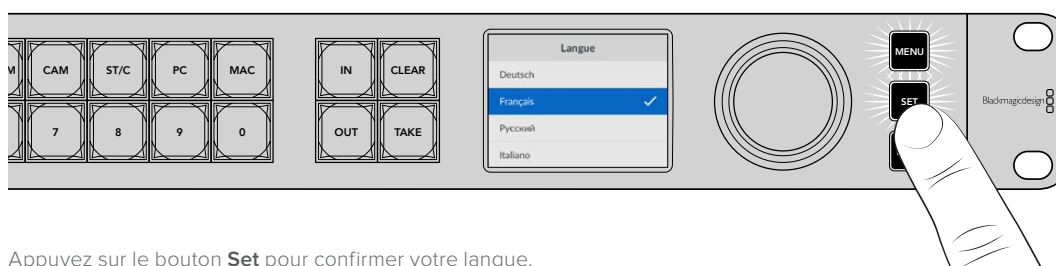 Langue
MENU
CAM ST/C PC MAC IN CLEAR
Deutsch
Français
SET
Blackmagicdesign
7 8 9 0 OUT TAKE
Русский
Italiano
Appuyez sur le bouton Set pour confirmer votre langue.